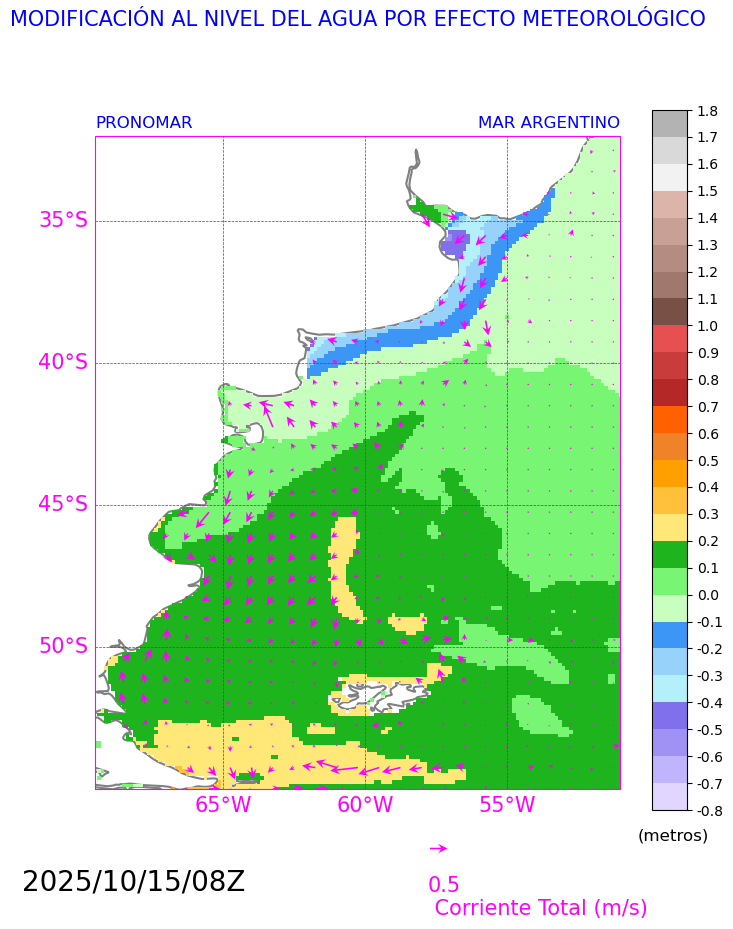 MODIFICACIÓN AL NIVEL DEL AGUA POR EFECTO METEOROLÓGICO
PRONOMAR MAR ARGENTINO
35°S
40°S
45°S
50°S
65°W 60°W 55°W
1.8
1.7
1.6
1.5
1.4
1.3
1.2
1.1
1.0
0.9
0.8
0.7
0.6
0.5
0.4
0.3
0.2
0.1
0.0
-0.1
-0.2
-0.3
-0.4
-0.5
-0.6
-0.7
-0.8
(metros)
2025/10/15/08Z
0.5
Corriente Total (m/s)